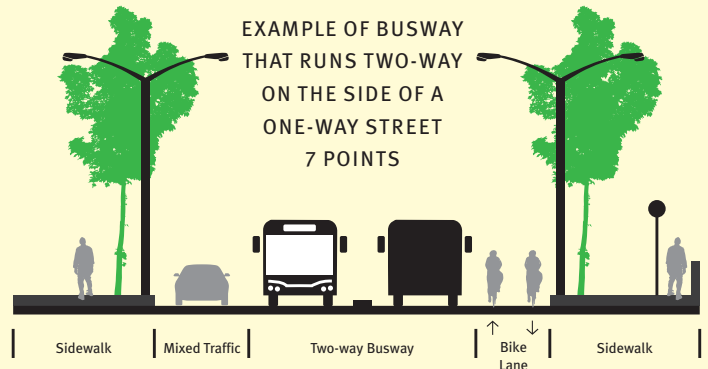 EXAMPLE OF BUSWAY
THAT RUNS TWO-WAY
ON THE SIDE OF A
ONE-WAY STREET
7 POINTS
Sidewalk
Mixed Traffic
Two-way Busway
Bike
Lane
Sidewalk